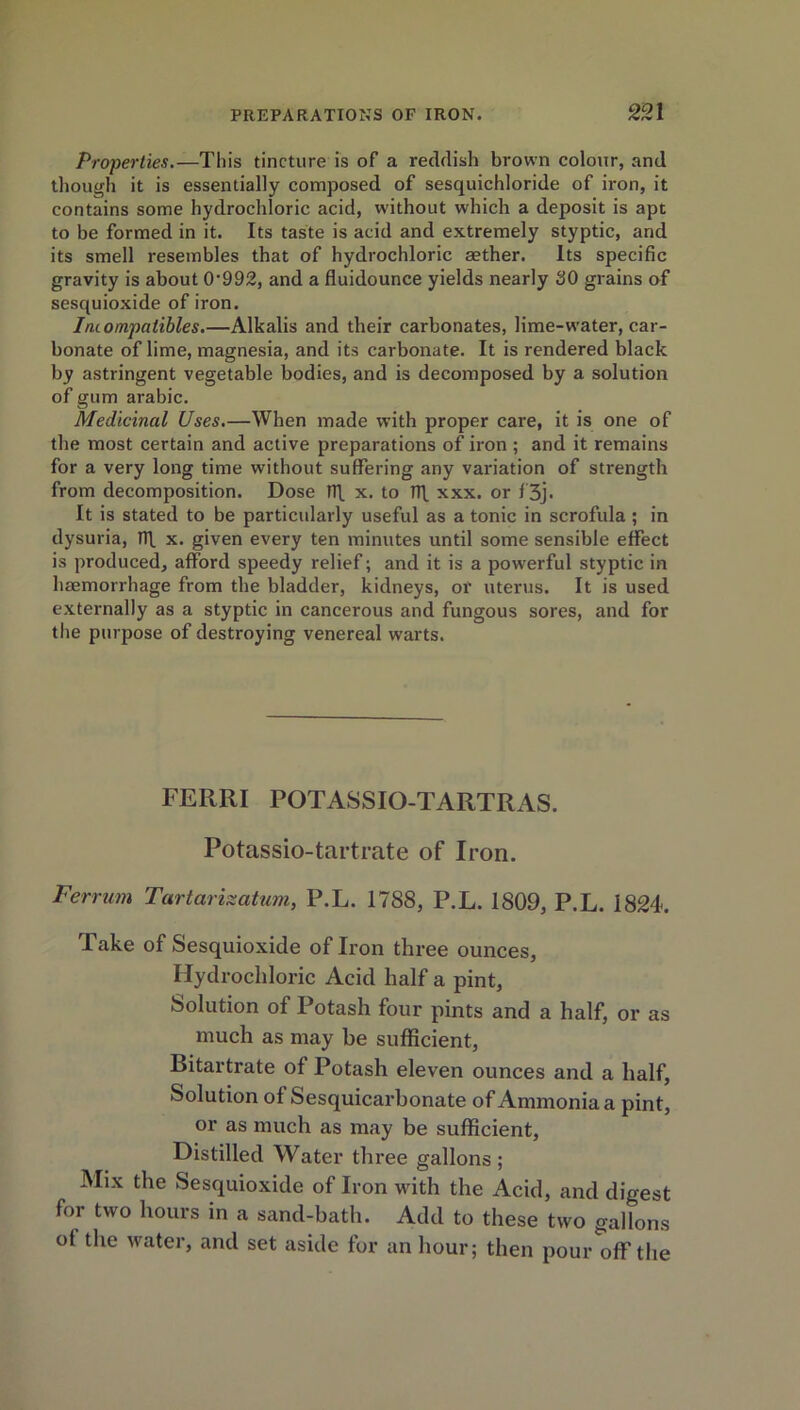 PREPARATIONS OF IRON. 221
Properties.—This tincture is of a reddish brown colour, and
though it is essentially composed of sesquichloride of iron, it
contains some hydrochloric acid, without which a deposit is apt
to be formed in it. Its taste is acid and extremely styptic, and
its smell resembles that of hydrochloric æther. Its specific
gravity is about 0·992, and a fluidounce yields nearly 30 grains of
sesquioxide of iron.
Incompatibles.—Alkalis and their carbonates, lime-water, car-
bonate of lime, magnesia, and its carbonate. It is rendered black
by astringent vegetable bodies, and is decomposed by a solution
of gum arabic.
Medicinal Uses.—When made with proper care, it is one of
the most certain and active preparations of iron ; and it remains
for a very long time without suffering any variation of strength
from decomposition. Dose ♏ x. to ♏ xxx. or fʒj.
It is stated to be particularly useful as a tonic in scrofula ; in
dysuria, ♏ x. given every ten minutes until some sensible effect
is produced, afford speedy relief; and it is a powerful styptic in
hæmorrhage from the bladder, kidneys, or uterus. It is used
externally as a styptic in cancerous and fungous sores, and for
the purpose of destroying venereal warts.
FERRI POTASSIO-TARTRAS.
Potassio-tartrate of Iron.
Ferrum Tartarizatum, P.L. 1788, P.L. 1809, P.L. 1824.
Take of Sesquioxide of Iron three ounces,
Hydrochloric Acid half a pint,
Solution of Potash four pints and a half, or as
much as may be sufficient,
Bitartrate of Potash eleven ounces and a half,
Solution of Sesquicarbonate of Ammonia a pint,
or as much as may be sufficient,
Distilled Water three gallons ;
Mix the Sesquioxide of Iron with the Acid, and digest
for two hours in a sand-bath. Add to these two gallons
of the water, and set aside for an hour; then pour off the